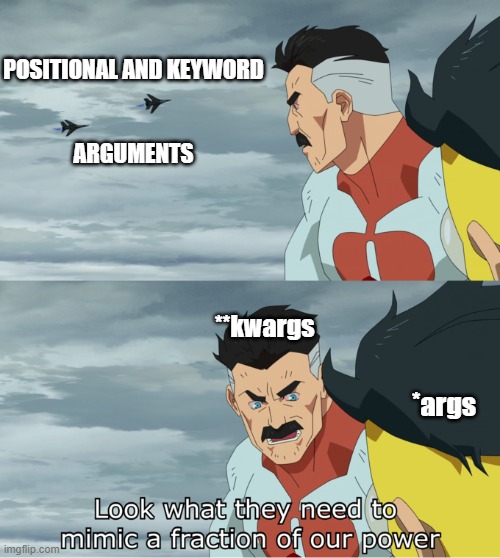 POSITIONAL AND KEYWORD
ARGUMENTS
**kwargs
*args
Look what they need to
mimic a fraction of our power
imgflip.com